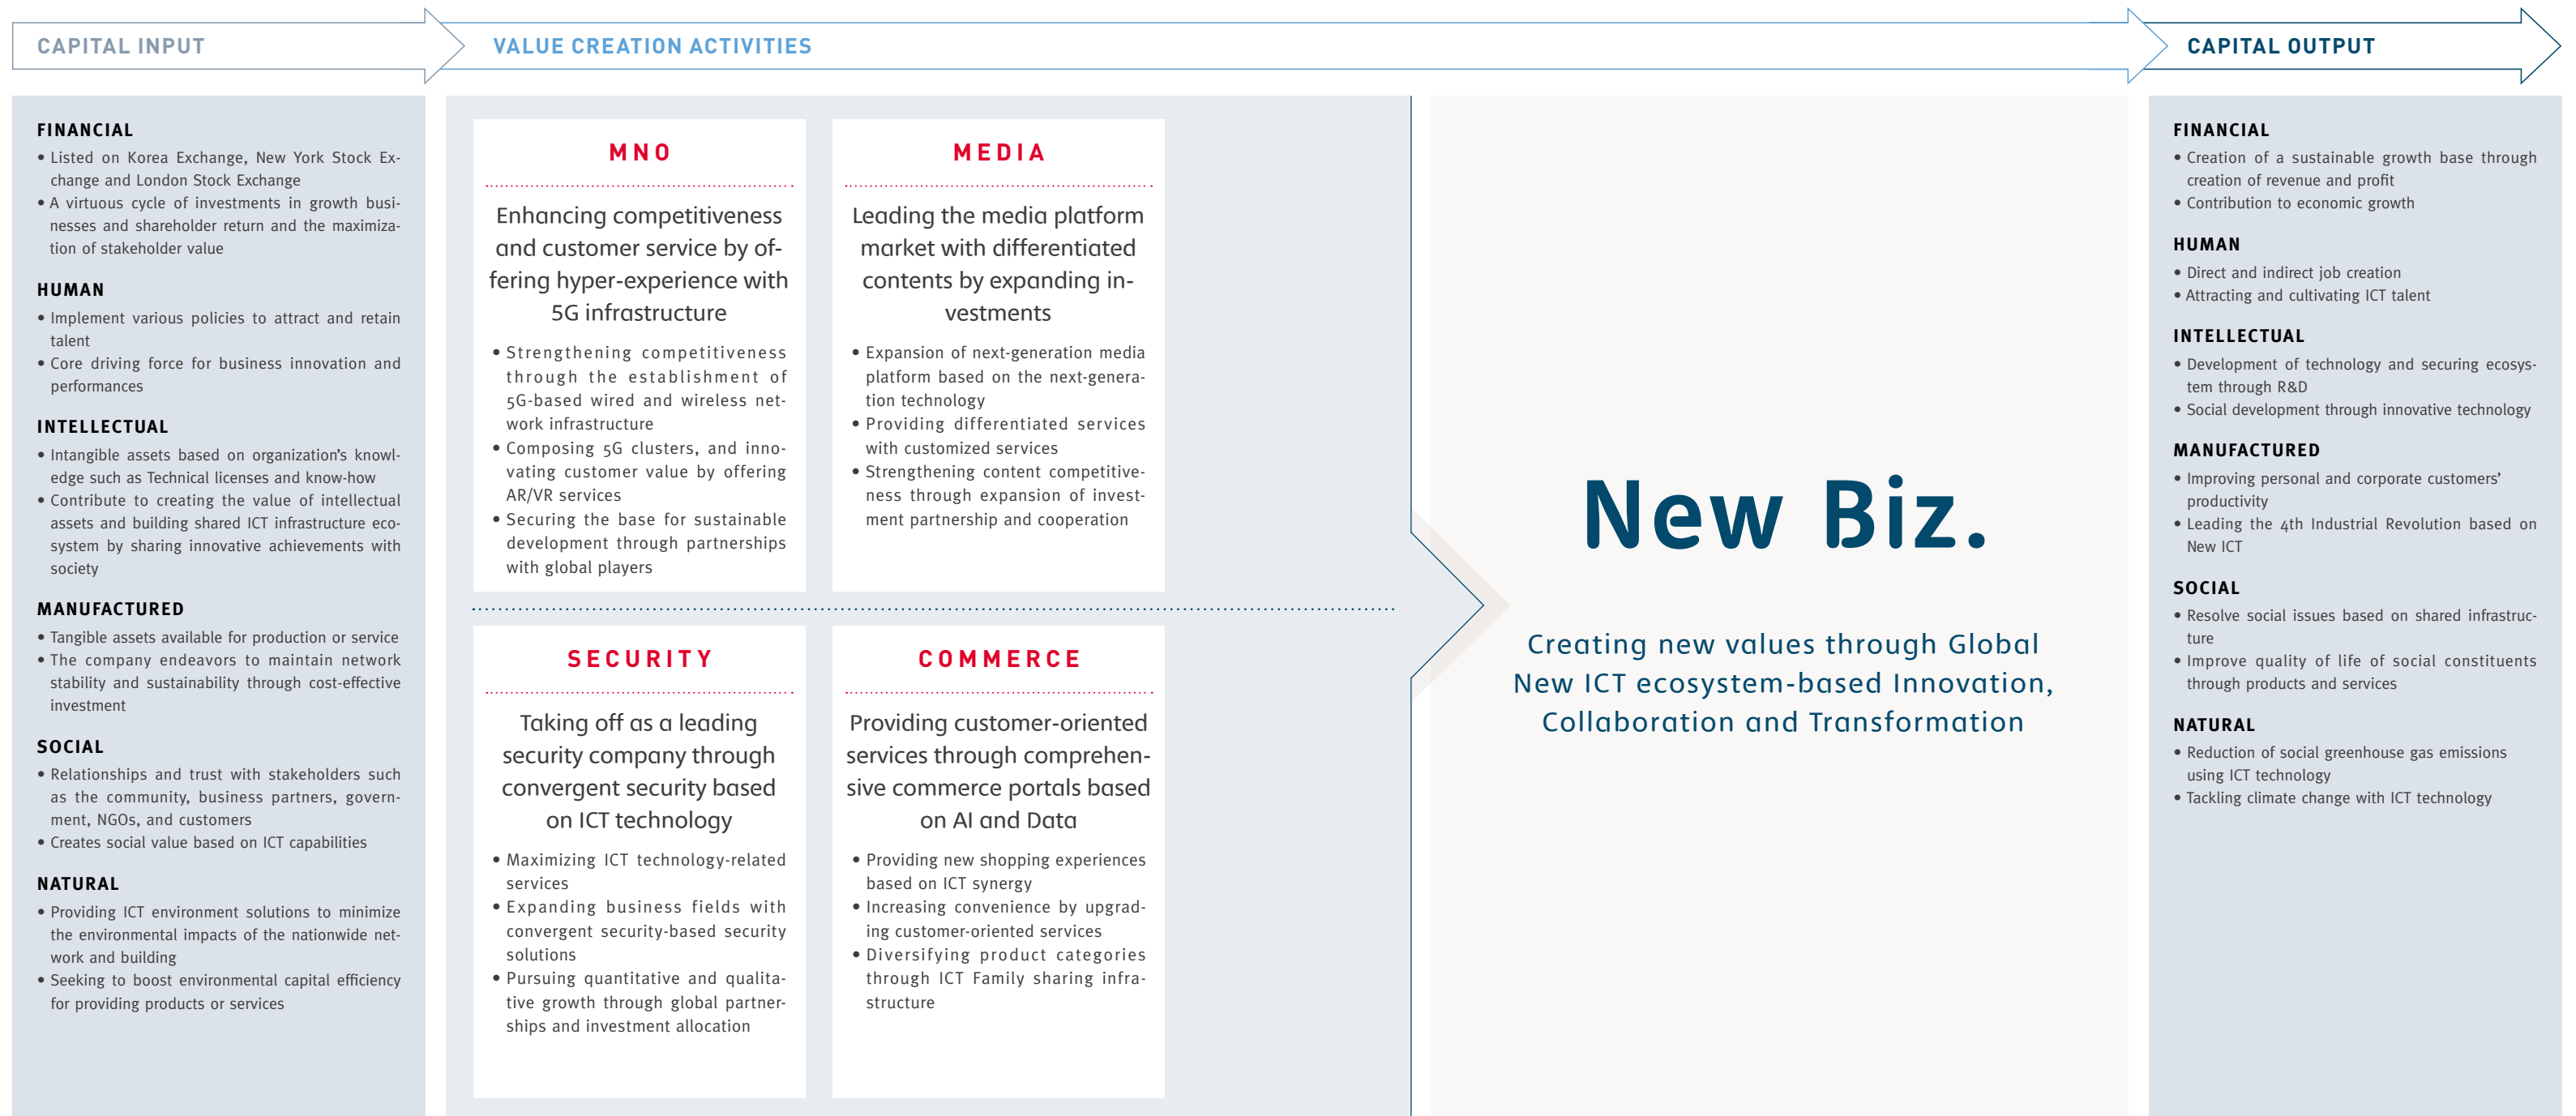 CAPITAL INPUT
VALUE CREATION ACTIVITIES
CAPITAL OUTPUT
FINANCIAL
• Listed on Korea Exchange, New York Stock Ex-
change and London Stock Exchange
• A virtuous cycle of investments in growth busi-
nesses and shareholder return and the maximiza-
tion of stakeholder value
HUMAN
• Implement various policies to attract and retain
talent
• Core driving force for business innovation and
performances
INTELLECTUAL
• Intangible assets based on organization's knowl-
edge such as Technical licenses and know-how
• Contribute to creating the value of intellectual
assets and building shared ICT infrastructure eco-
system by sharing innovative achievements with
society
MANUFACTURED
• Tangible assets available for production or service
• The company endeavors to maintain network
stability and sustainability through cost-effective
investment
SOCIAL
• Relationships and trust with stakeholders such
as the community, business partners, govern-
ment, NGOs, and customers
• Creates social value based on ICT capabilities
NATURAL
• Providing ICT environment solutions to minimize
the environmental impacts of the nationwide net-
work and building
• Seeking to boost environmental capital efficiency
for providing products or services
MNO
Enhancing competitiveness
and customer service by of-
fering hyper-experience with
5G infrastructure
• Strengthening competitiveness
through the establishment of
5G-based wired and wireless net-
work infrastructure
• Composing 5G clusters, and inno-
vating customer value by offering
AR/VR services
• Securing the base for sustainable
development through partnerships
with global players
MEDIA
Leading the media platform
market with differentiated
contents by expanding in-
vestments
• Expansion of next-generation media
platform based on the next-genera-
tion technology
• Providing differentiated services
with customized services
• Strengthening content competitive-
ness through expansion of invest-
ment partnership and cooperation
SECURITY
Taking off as a leading
security company through
convergent security based
on ICT technology
• Maximizing ICT technology-related
services
• Expanding business fields with
convergent security-based security
solutions
• Pursuing quantitative and qualita-
tive growth through global partner-
ships and investment allocation
COMMERCE
Providing customer-oriented
services through comprehen-
sive commerce portals based
on AI and Data
• Providing new shopping experiences
based on ICT synergy
• Increasing convenience by upgrad-
ing customer-oriented services
• Diversifying product categories
through ICT Family sharing infra-
structure
New Biz.
Creating new values through Global
New ICT ecosystem-based Innovation,
Collaboration and Transformation
FINANCIAL
• Creation of a sustainable growth base through
creation of revenue and profit
• Contribution to economic growth
HUMAN
• Direct and indirect job creation
• Attracting and cultivating ICT talent
INTELLECTUAL
• Development of technology and securing ecosys-
tem through R&D
• Social development through innovative technology
MANUFACTURED
• Improving personal and corporate customers'
productivity
• Leading the 4th Industrial Revolution based on
New ICT
SOCIAL
• Resolve social issues based on shared infrastruc-
ture
• Improve quality of life of social constituents
through products and services
NATURAL
• Reduction of social greenhouse gas emissions
using ICT technology
• Tackling climate change with ICT technology